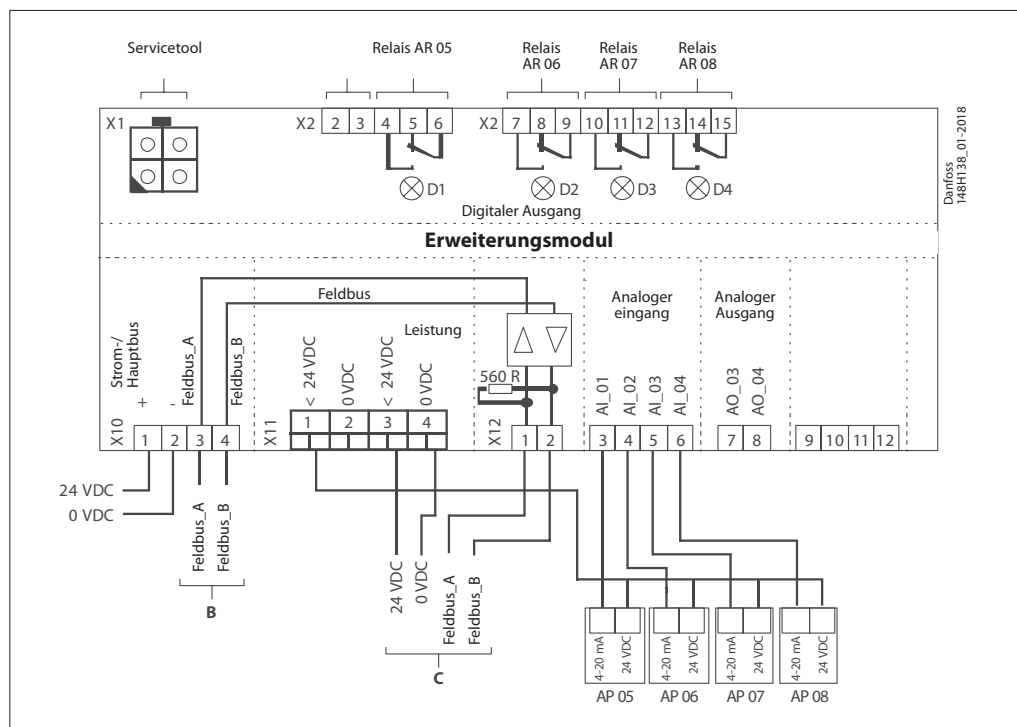 Servicetool
Relais AR 05
Relais
AR 06
Relais
AR 07
Relais
AR 08
X1
X2
2 3 4 5 6
X2
7 8 9 10 11 12 13 14 15
D1
D2
D3
D4
Digitaler Ausgang
Danfoss
148H138_01-2018
Erweiterungsmodul
Feldbus
Leistung
Analoger
eingang
Analoger
Ausgang
Strom-/
Hauptbus
+
-
Feldbus_A
Feldbus_B
< 24 VDC
0 VDC
< 24 VDC
0 VDC
560 R
AI_01
AI_02
AI_03
AI_04
AO_03
AO_04
X10
1 2 3 4
X11
1 2 3 4
X12
1 2
3 4 5 6
7 8
9 10 11 12
24 VDC
0 VDC
Feldbus_A
Feldbus_B
B
24 VDC
0 VDC
Feldbus_A
Feldbus_B
C
4-20 mA
24 VDC
4-20 mA
24 VDC
4-20 mA
24 VDC
4-20 mA
24 VDC
AP 05
AP 06
AP 07
AP 08